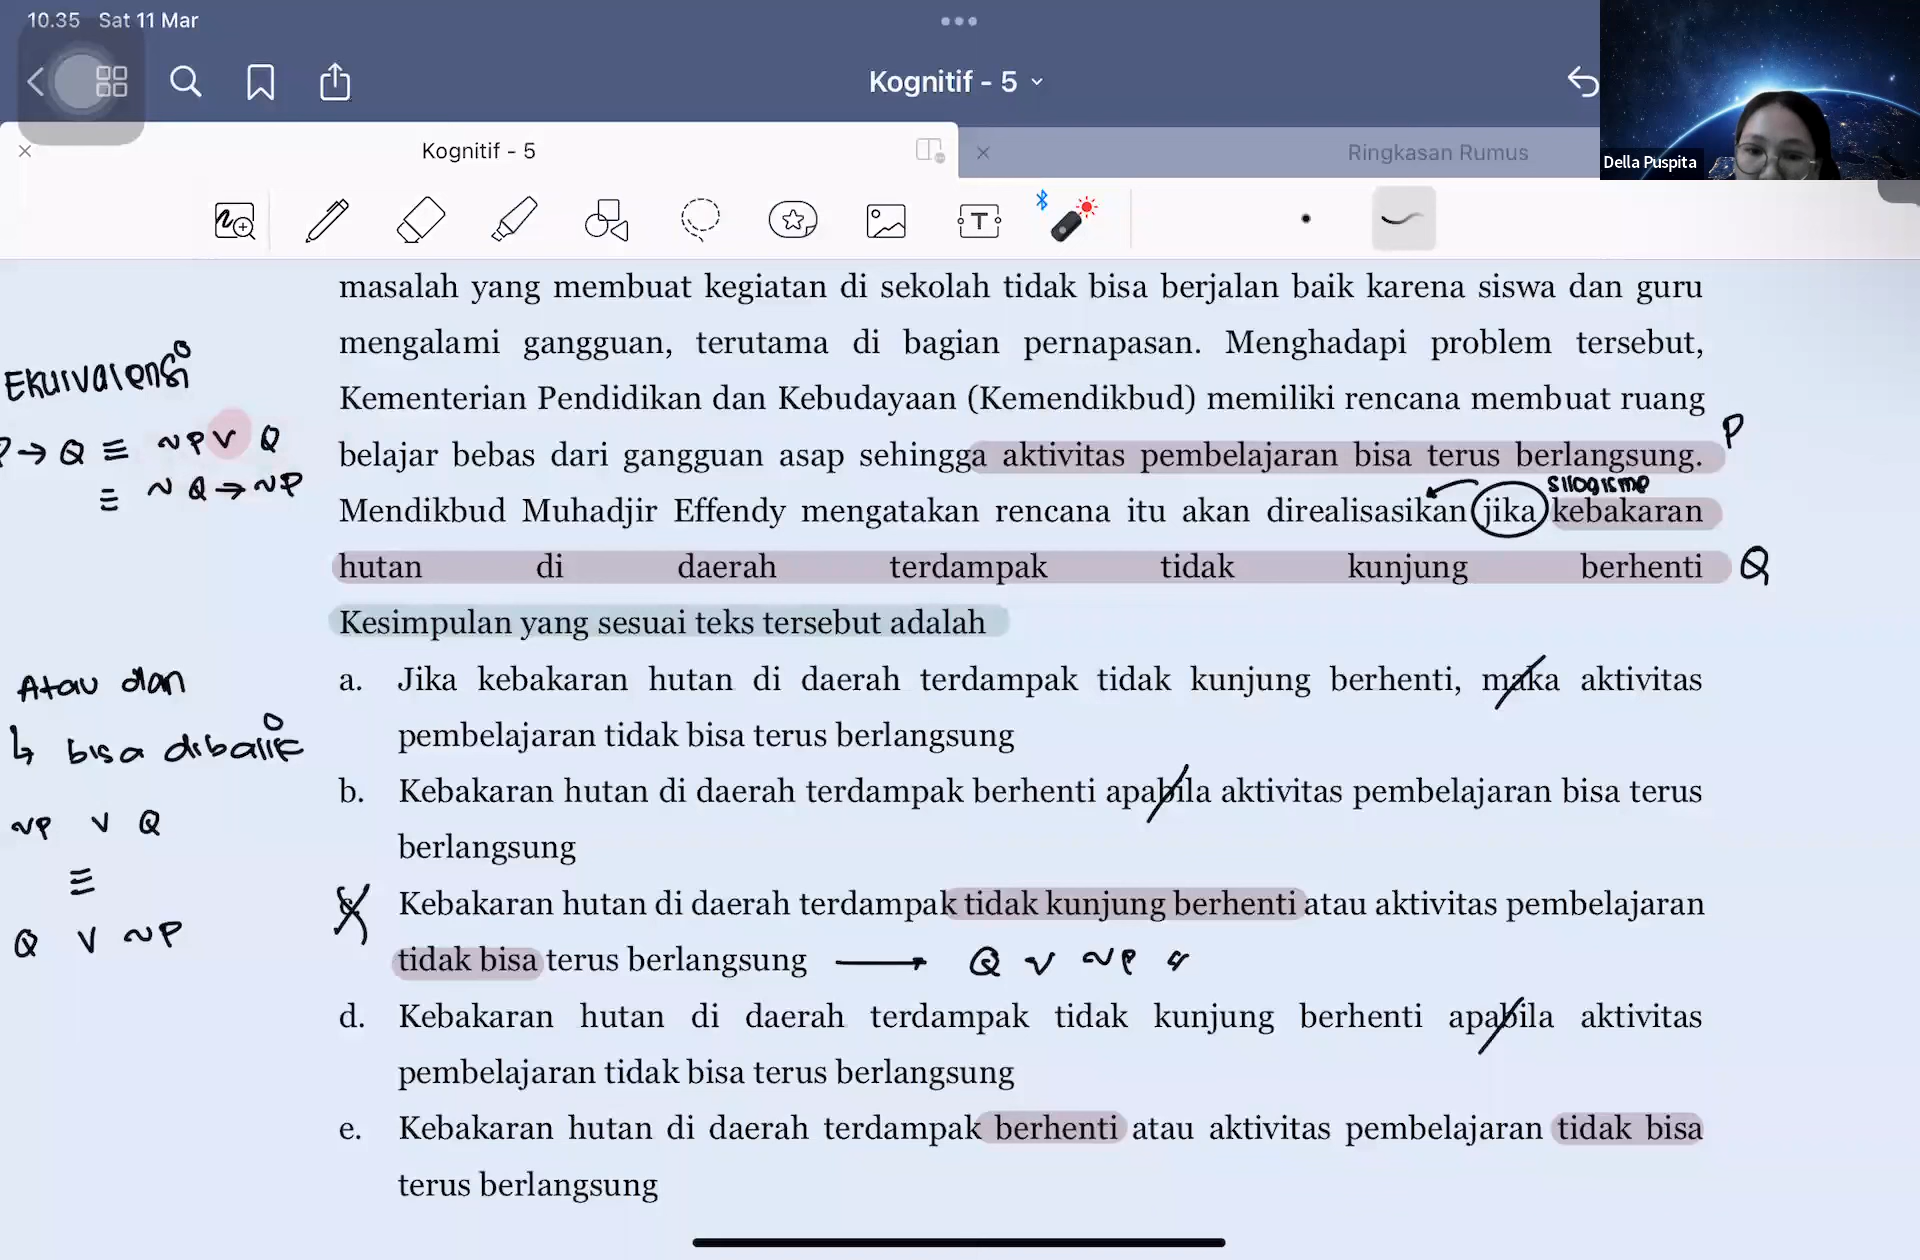 10.35 Sat 11 Mar
Kognitif - 5
Della Puspita
Kognitif - 5
Ringkasan Rumus
T
masalah yang membuat kegiatan di sekolah tidak bisa berjalan baik karena siswa dan guru
mengalami gangguan, terutama di bagian pernapasan. Menghadapi problem tersebut,
Kementerian Pendidikan dan Kebudayaan (Kemendikbud) memiliki rencana membuat ruang
belajar bebas dari gangguan asap sehingga aktivitas pembelajaran bisa terus berlangsung. P
silogisme
Mendikbud Muhadjir Effendy mengatakan rencana itu akan direalisasikan jika kebakaran
hutan di daerah terdampak tidak kunjung berhenti Q
Kesimpulan yang sesuai teks tersebut adalah
a. Jika kebakaran hutan di daerah terdampak tidak kunjung berhenti, maka aktivitas
pembelajaran tidak bisa terus berlangsung
b. Kebakaran hutan di daerah terdampak berhenti apabila aktivitas pembelajaran bisa terus
berlangsung
c. Kebakaran hutan di daerah terdampak tidak kunjung berhenti atau aktivitas pembelajaran
tidak bisa terus berlangsung → Q v ~P
d. Kebakaran hutan di daerah terdampak tidak kunjung berhenti apabila aktivitas
pembelajaran tidak bisa terus berlangsung
e. Kebakaran hutan di daerah terdampak berhenti atau aktivitas pembelajaran tidak bisa
terus berlangsung
Ekuivalensi
P → Q ≡ ~P v Q
≡ ~Q → ~P
Atau dan
↳ bisa dibalik
~P v Q
≡
Q v ~P